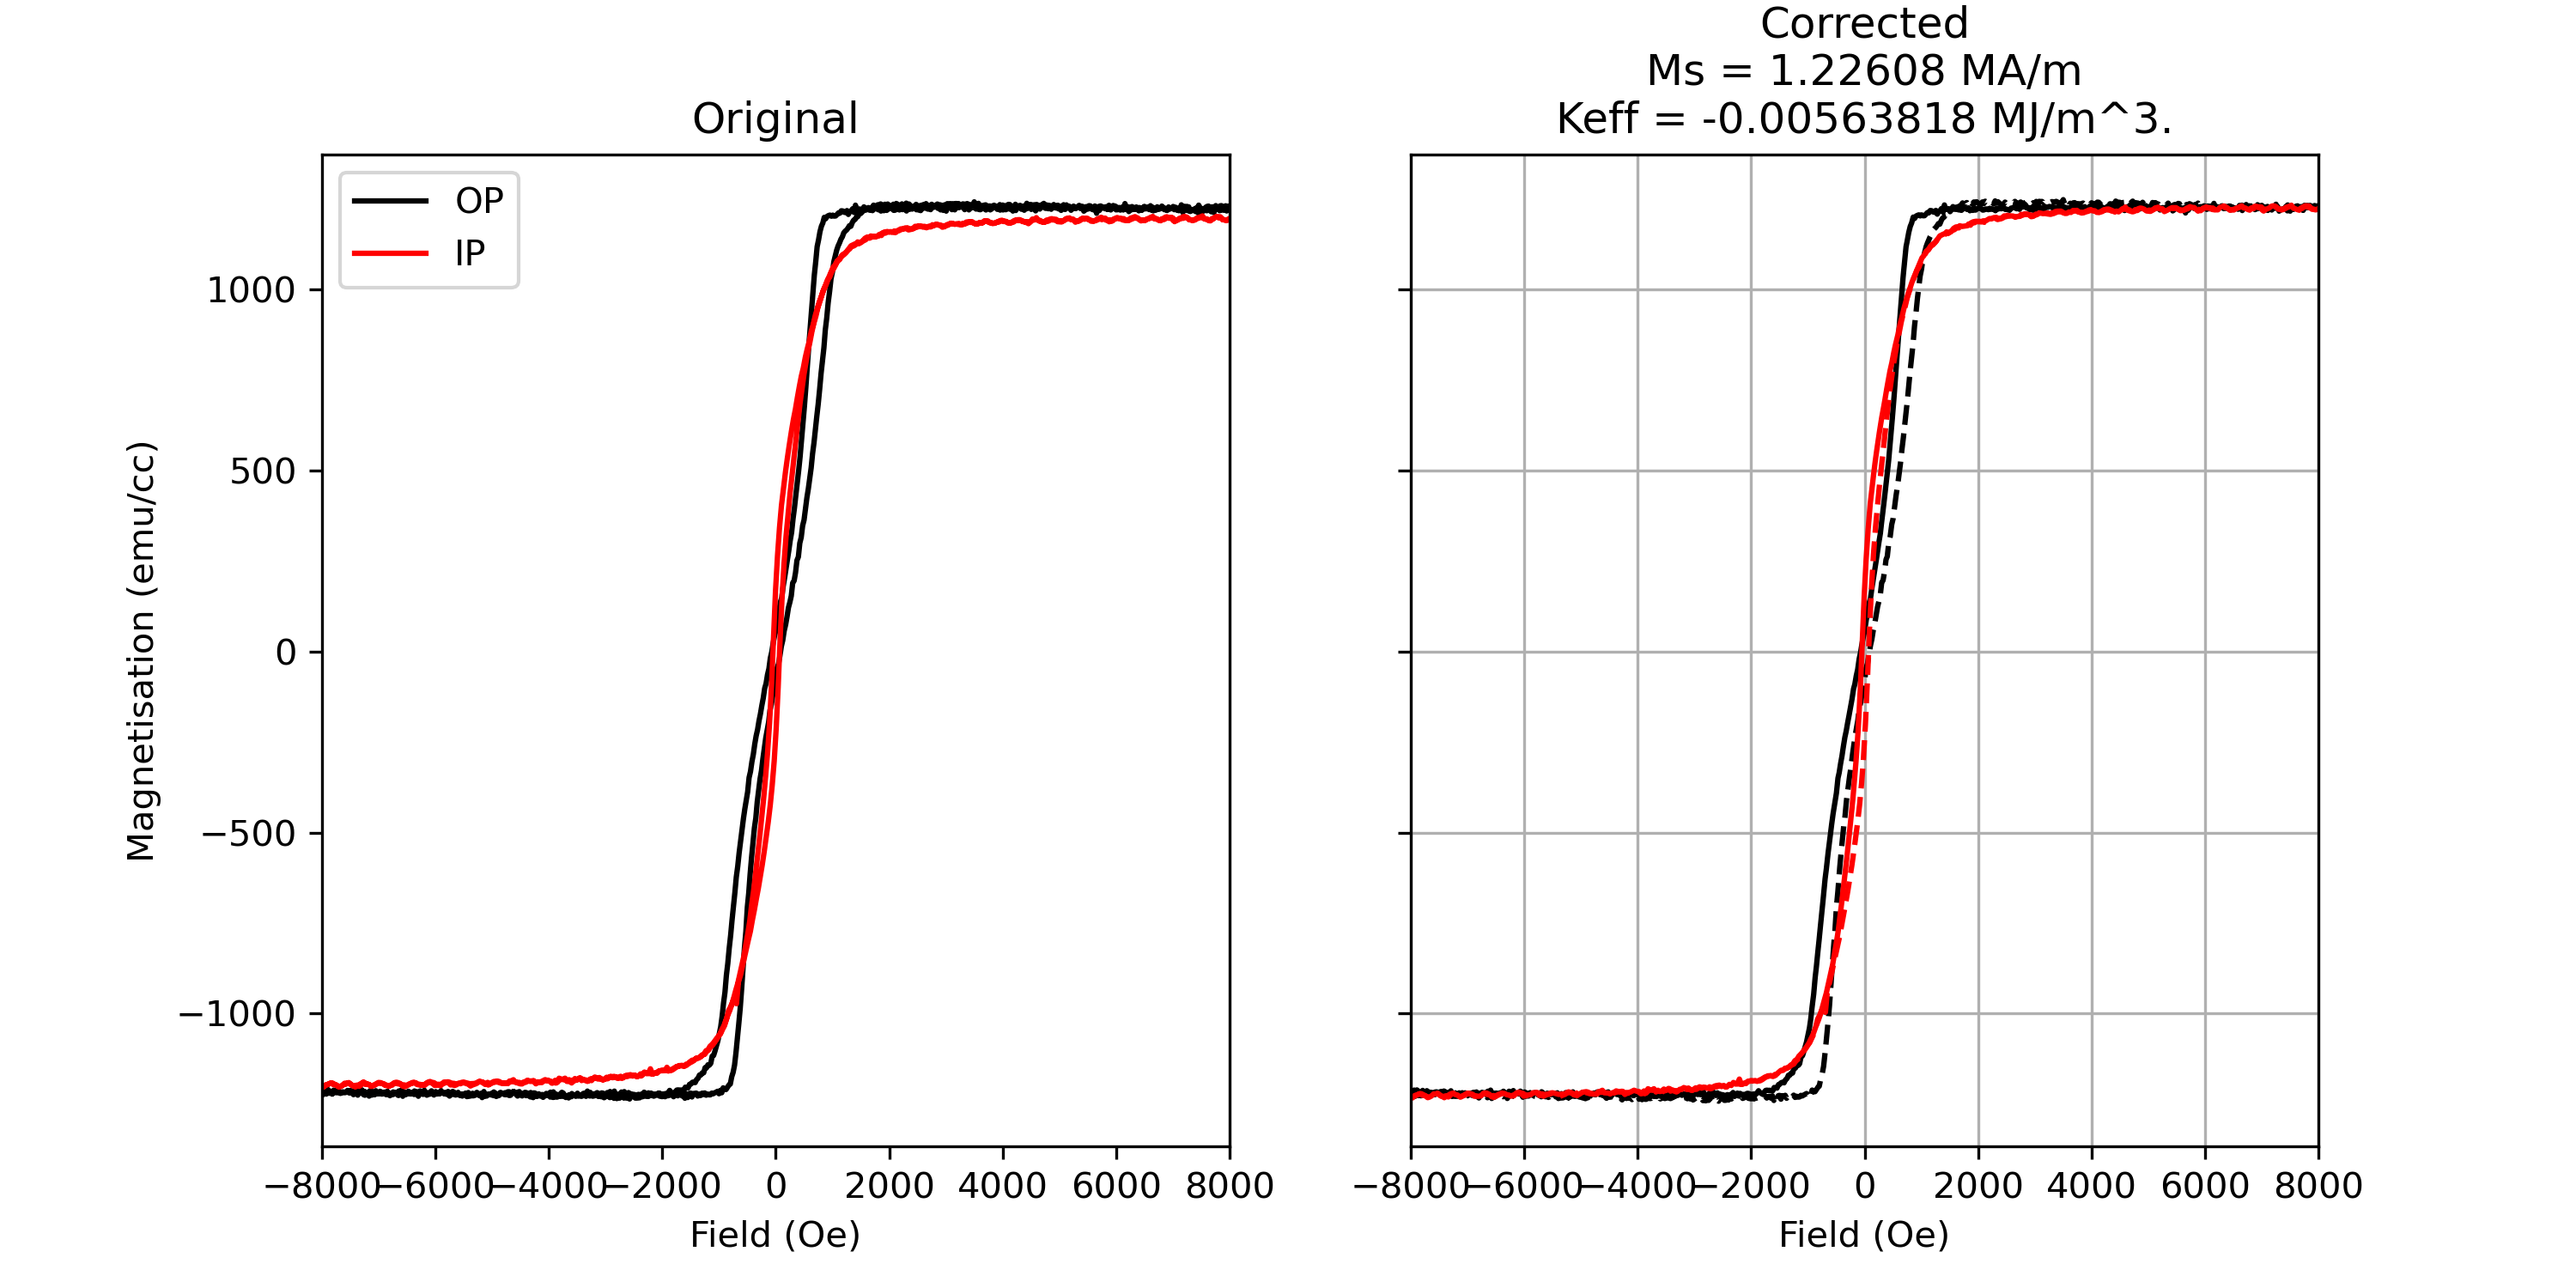 Original
OP
IP
1000
500
0
−500
−1000
Magnetisation (emu/cc)
−8000 −6000 −4000 −2000 0 2000 4000 6000 8000
Field (Oe)
Corrected
Ms = 1.22608 MA/m
Keff = -0.00563818 MJ/m^3.
−8000 −6000 −4000 −2000 0 2000 4000 6000 8000
Field (Oe)